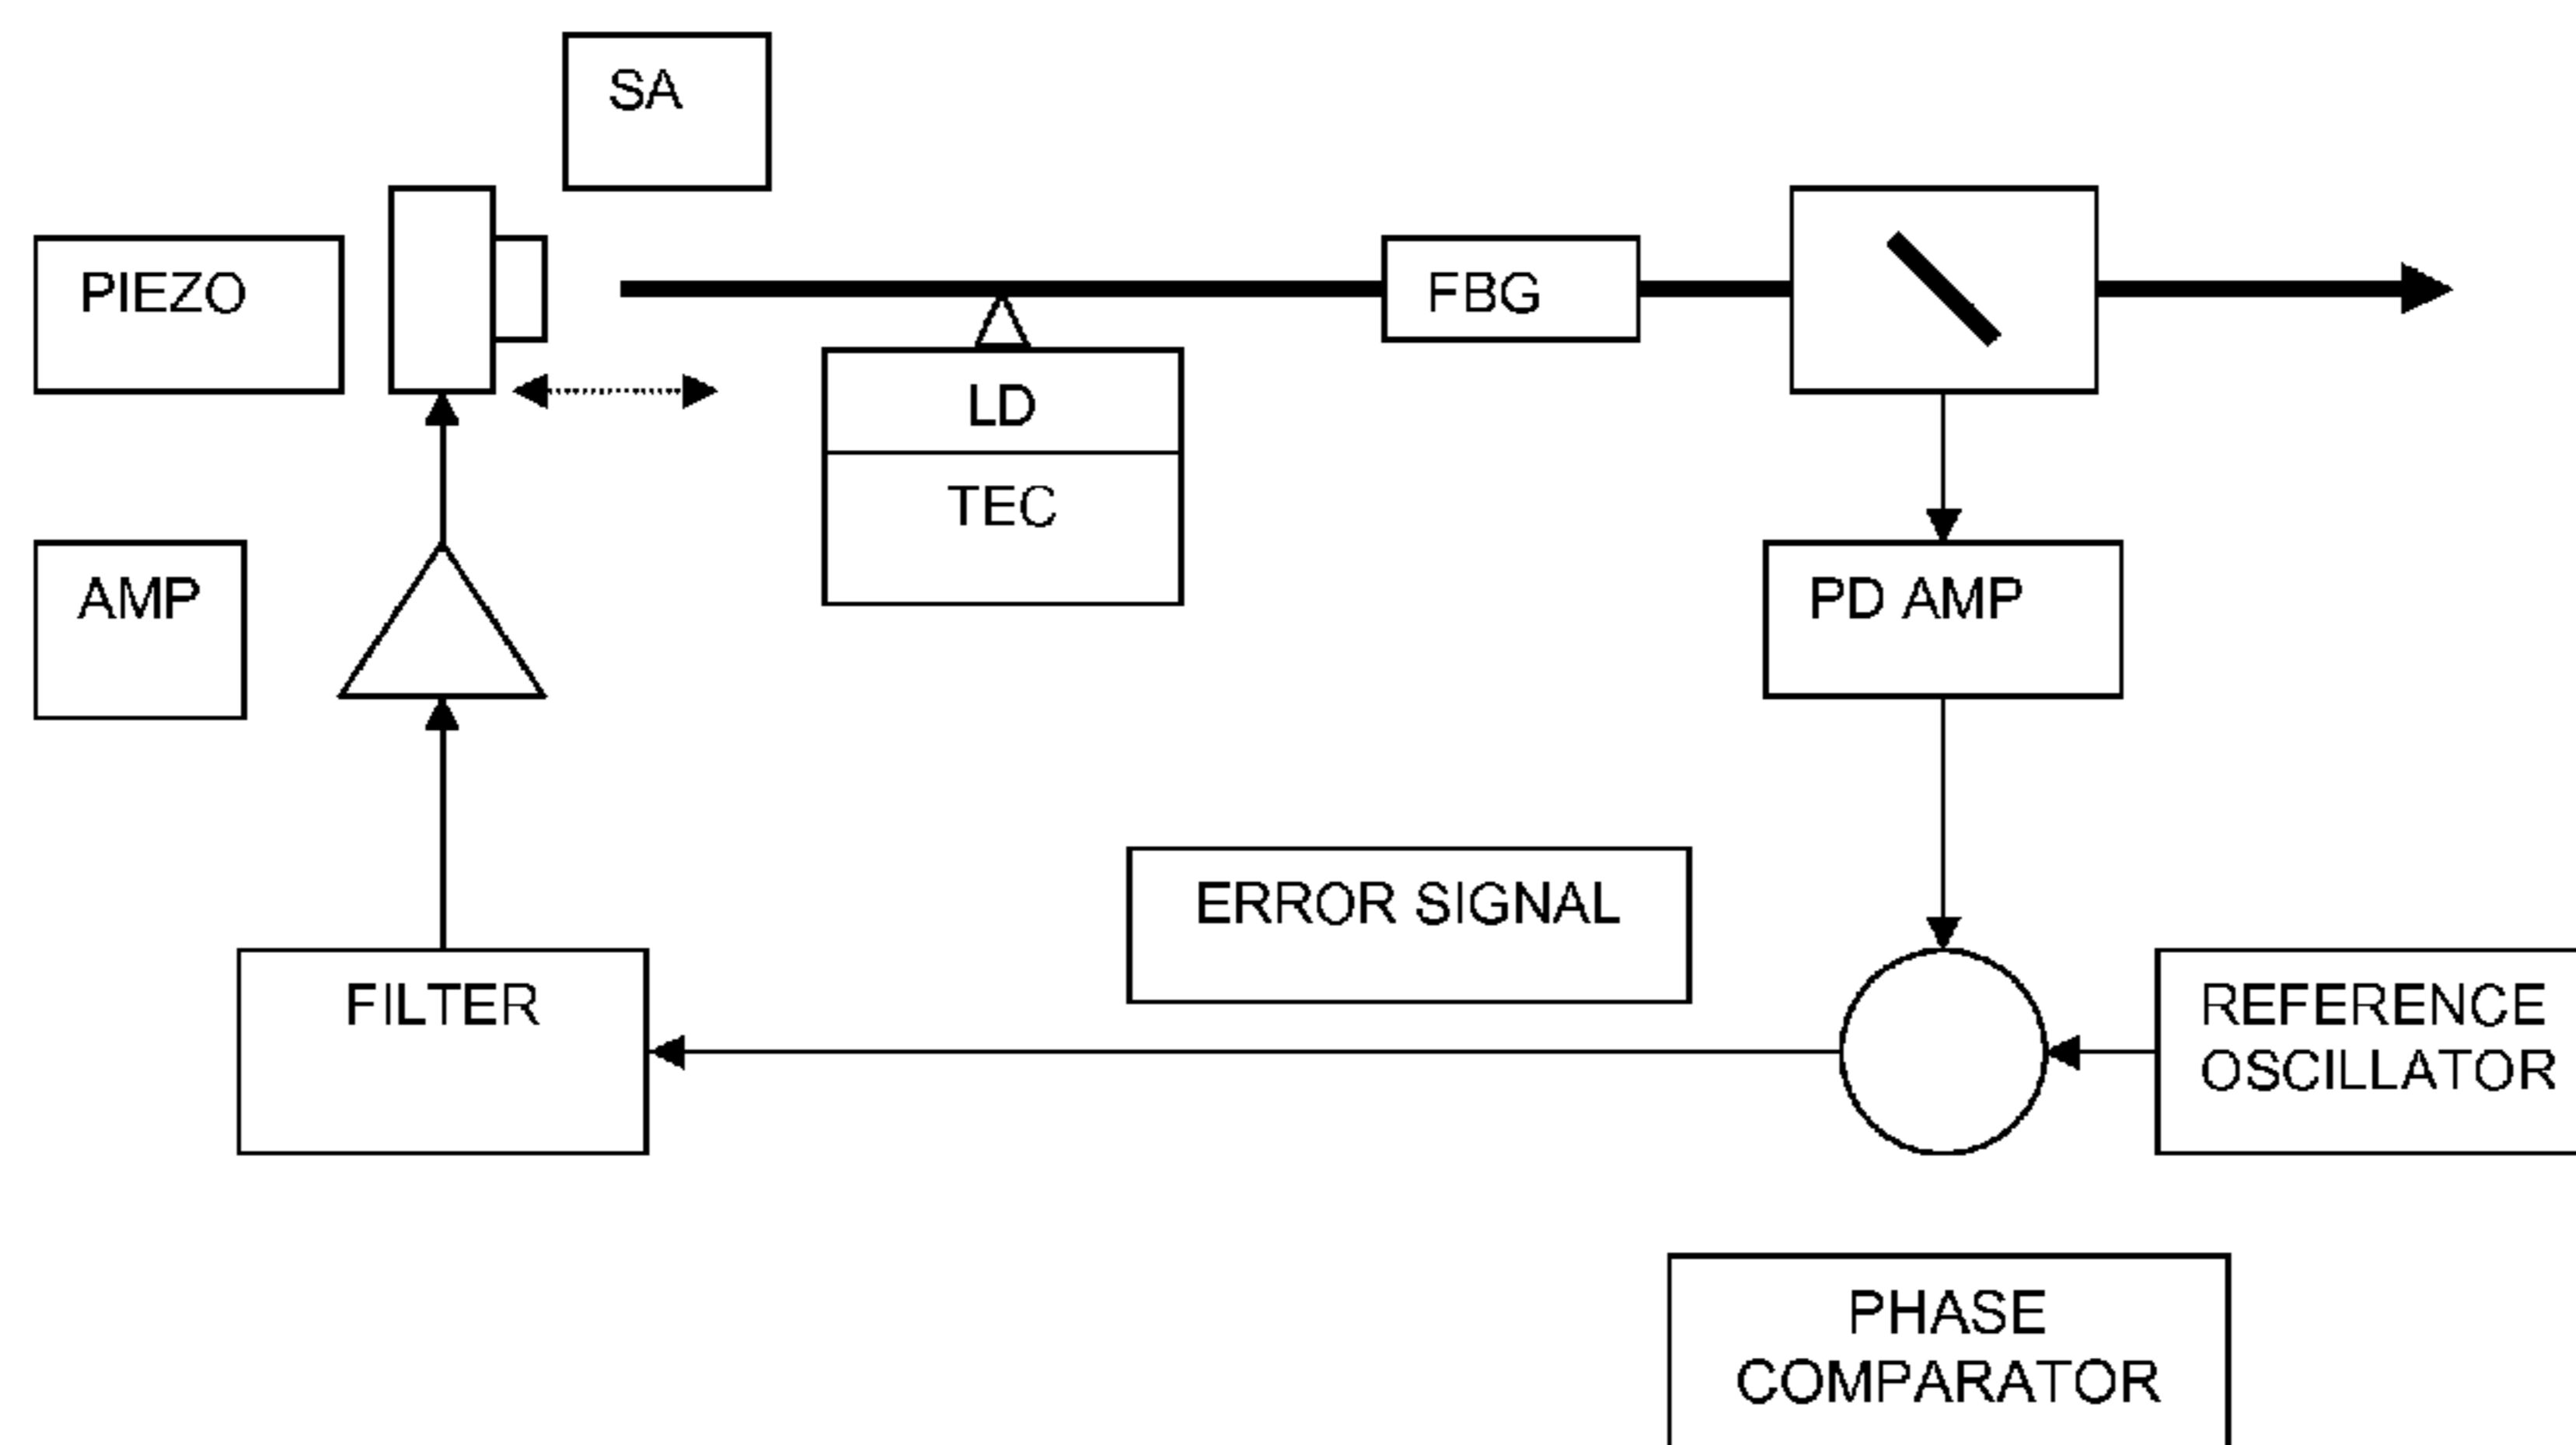 SA
PIEZO
FBG
LD
TEC
AMP
PD AMP
ERROR SIGNAL
FILTER
REFERENCE
OSCILLATOR
PHASE
COMPARATOR